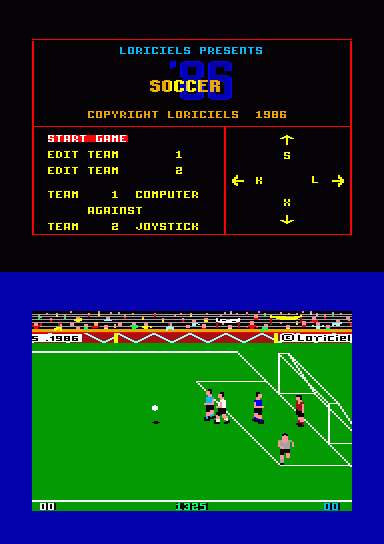 LORICIELS PRESENTS
'86
SOCCER
COPYRIGHT LORICIELS 1986
START GAME
EDIT TEAM 1
EDIT TEAM 2
TEAM 1 COMPUTER
AGAINST
TEAM 2 JOYSTICK
S
K L
X
S .1986 ©Loriciel
00 1325 00